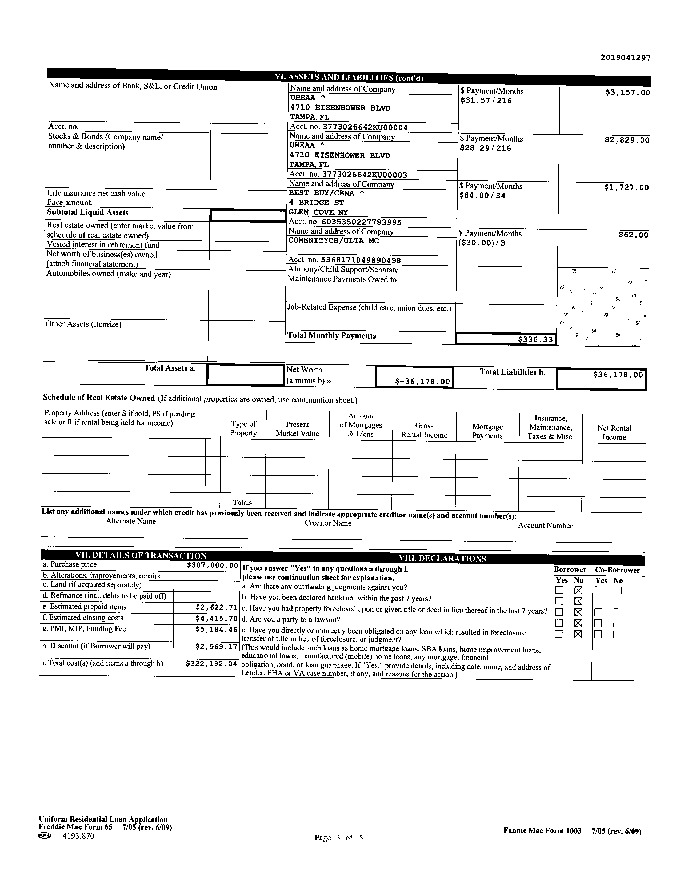 2019041297
VI. ASSETS AND LIABILITIES (cont'd)
Name and address of Bank, S&L, or Credit Union
Name and address of Company
$ Payment/Months
$3,157.00
UHEAA *
$31.57/216
4710 EISENHOWER BLVD
TAMPA,FL
Acct. no.
Acct. no. 3773026642KU00004
Stocks & Bonds (Company name/
number & description)
Name and address of Company
$ Payment/Months
$2,829.00
UHEAA *
$28.29/216
4710 EISENHOWER BLVD
TAMPA,FL
Acct. no. 3773026642KU00003
Name and address of Company
$ Payment/Months
$1,727.00
Life insurance net cash value
BEST BUY/CBNA *
Face amount
4 BRIDGE ST
Subtotal Liquid Assets
GLEN COVE NY
Real estate owned (enter market value from
schedule of real estate owned)
Name and address of Company
$ Payment/Months
$62.00
Vested interest in retirement fund
COMENITYCB/ULTA MC
($30.00)/3
Net worth of business(es) owned
(attach financial statement)
Automobiles owned (make and year)
Alimony/Child Support/Separate
Maintenance Payments Owed to
Job-Related Expense (child care, union dues, etc.)
Other Assets (itemize)
Total Monthly Payments
$336.33
Total Assets a.
Net Worth
(a minus b)
$-36,178.00
Total Liabilities b.
$36,178.00
Schedule of Real Estate Owned (If additional properties are owned, use continuation sheet.)
Property Address (enter S if sold, PS if pending
sale or R if rental being held for income)
Type of
Property
Present
Market Value
Amount
of Mortgages
& Liens
Gross
Rental Income
Mortgage
Payments
Insurance,
Maintenance,
Taxes & Misc
Net Rental
Income
Totals
List any additional names under which credit has previously been received and indicate appropriate creditor name(s) and account number(s):
Alternate Name
Creditor Name
Account Number
VII. DETAILS OF TRANSACTION
VIII. DECLARATIONS
a. Purchase price
$307,000.00
b. Alterations, improvements, repairs
c. Land (if acquired separately)
d. Refinance (incl. debts to be paid off)
e. Estimated prepaid items
$2,622.71
f. Estimated closing costs
$4,415.70
g. PMI, MIP, Funding Fee
$5,184.46
h. Discount (if Borrower will pay)
$2,969.17
i. Total cost(s) (add items a through h)
$322,192.04
If you answer "Yes" to any questions a through i,
please use continuation sheet for explanation.
Borrower
Co-Borrower
Yes No
Yes No
a. Are there any outstanding judgments against you?
b. Have you been declared bankrupt within the past 7 years?
c. Have you had property foreclosed upon or given title or deed in lieu thereof in the last 7 years?
d. Are you a party to a lawsuit?
e. Have you directly or indirectly been obligated on any loan which resulted in foreclosure,
transfer of title in lieu of foreclosure, or judgment?
(This would include such loans as home mortgage loans, SBA loans, home improvement loans,
educational loans, manufactured (mobile) home loans, any mortgage, financial
obligation, bond, or loan guarantee. If "Yes," provide details, including date, name, and address of
Lender, FHA or VA case number, if any, and reasons for the action.)
Uniform Residential Loan Application
Freddie Mac Form 65 7/05 (rev. 6/09)
Page 3 of 5
Fannie Mae Form 1003 7/05 (rev. 6/09)